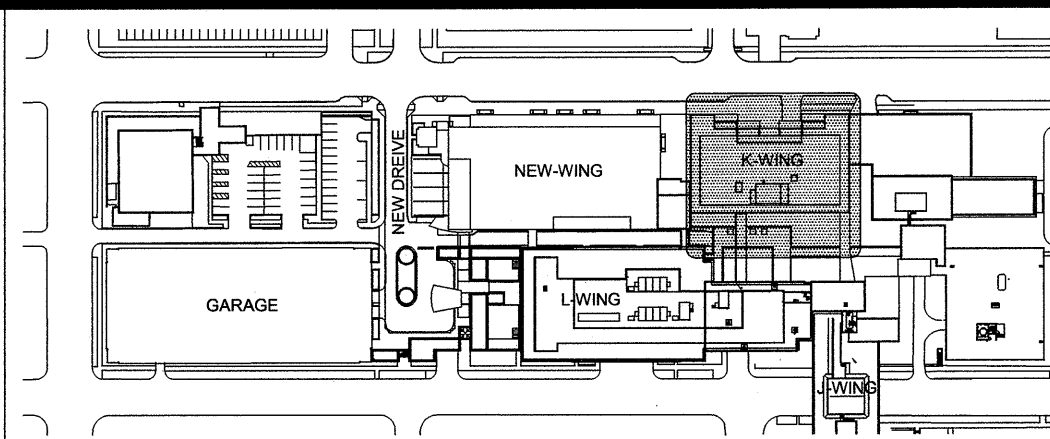 NEW DREIVE
NEW-WING
K-WING
GARAGE
L-WING
J-WING